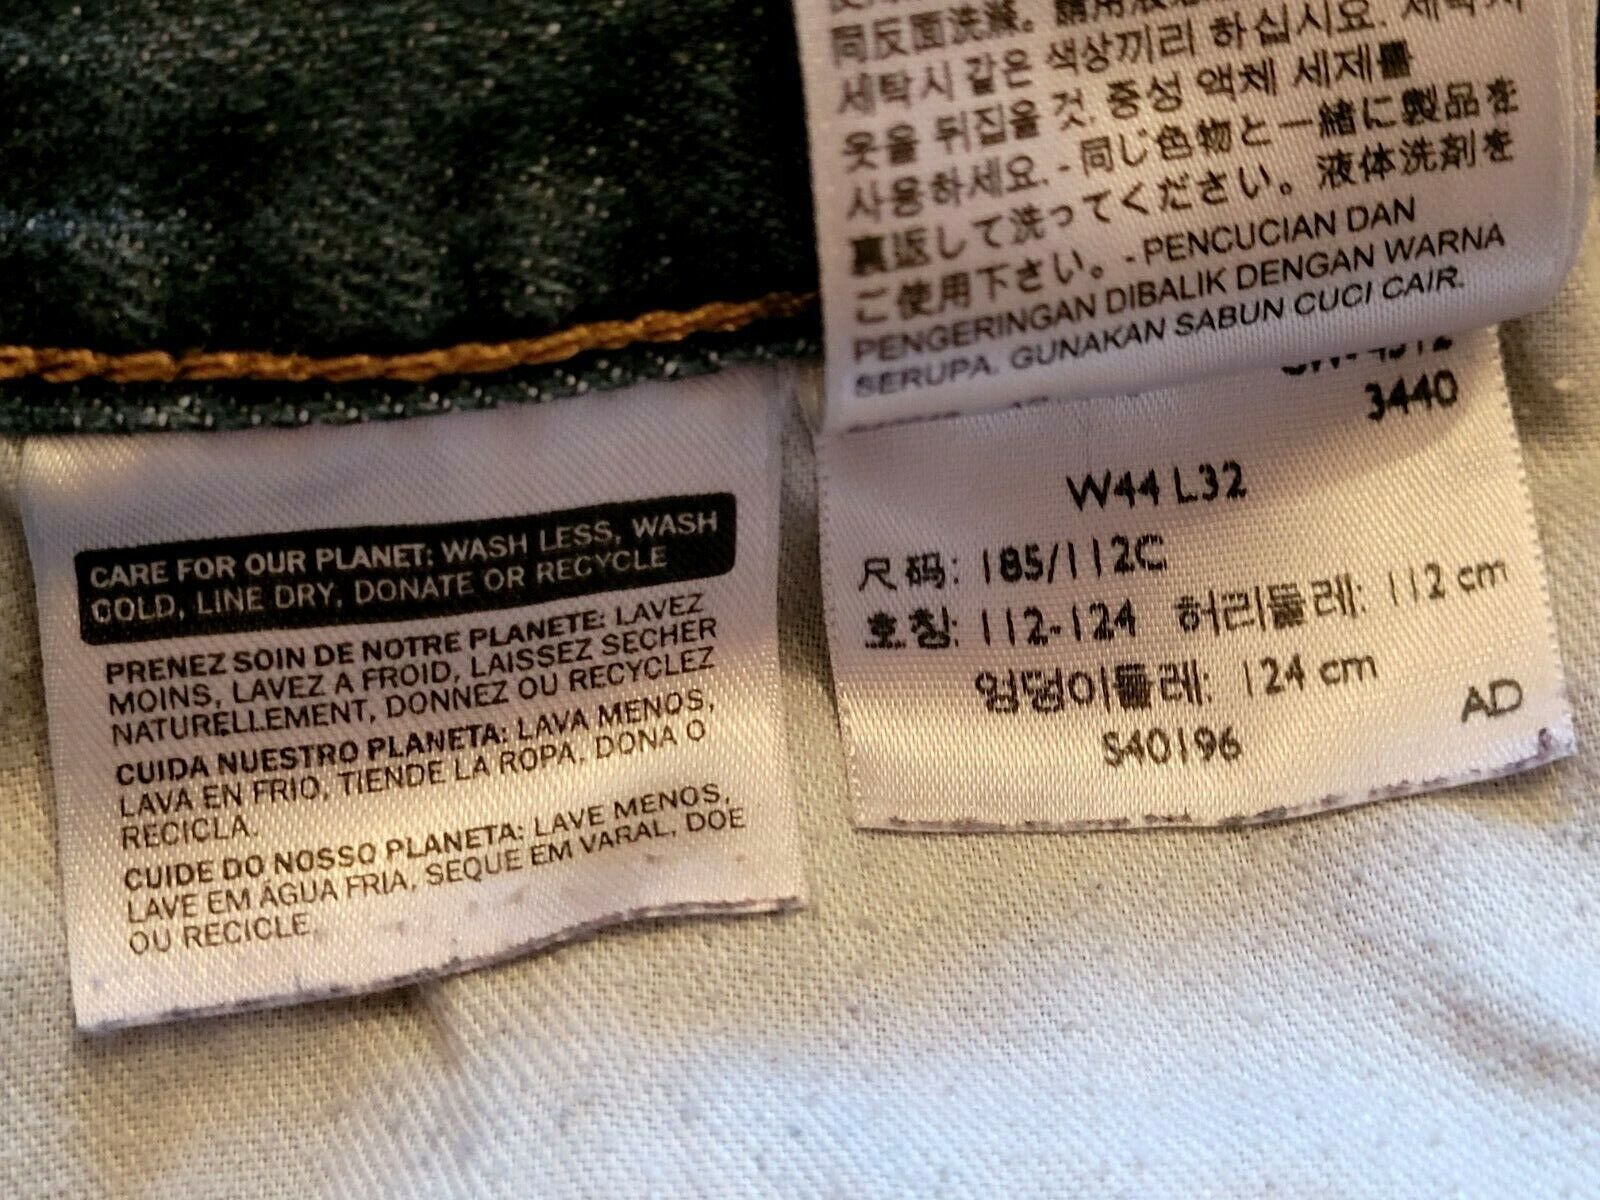 CARE FOR OUR PLANET: WASH LESS, WASH
COLD, LINE DRY, DONATE OR RECYCLE
PRENEZ SOIN DE NOTRE PLANETE: LAVEZ
MOINS, LAVEZ A FROID, LAISSEZ SECHER
NATURELLEMENT, DONNEZ OU RECYCLEZ
CUIDA NUESTRO PLANETA: LAVA MENOS,
LAVA EN FRIO, TIENDE LA ROPA, DONA O
RECICLA.
CUIDE DO NOSSO PLANETA: LAVE MENOS,
LAVE EM ÁGUA FRIA, SEQUE EM VARAL, DOE
OU RECICLE.
同反面洗滌。請用液
세탁시 같은 색상끼리 하십시요. 세탁시
옷을 뒤집을 것. 중성 액체 세제를
사용하세요. - 同じ色物と一緒に製品を
裏返して洗ってください。液体洗剤を
ご使用下さい。- PENCUCIAN DAN
PENGERINGAN DIBALIK DENGAN WARNA
SERUPA. GUNAKAN SABUN CUCI CAIR.
3440
W44 L32
尺码: 185/112C
호칭: 112-124 허리둘레: 112 cm
엉덩이둘레: 124 cm
S40196
AD